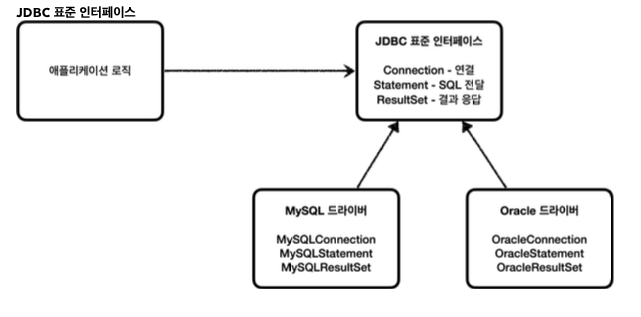 JDBC 표준 인터페이스
애플리케이션 로직
JDBC 표준 인터페이스
Connection - 연결
Statement - SQL 전달
ResultSet - 결과 응답
MySQL 드라이버
MySQLConnection
MySQLStatement
MySQLResultSet
Oracle 드라이버
OracleConnection
OracleStatement
OracleResultSet